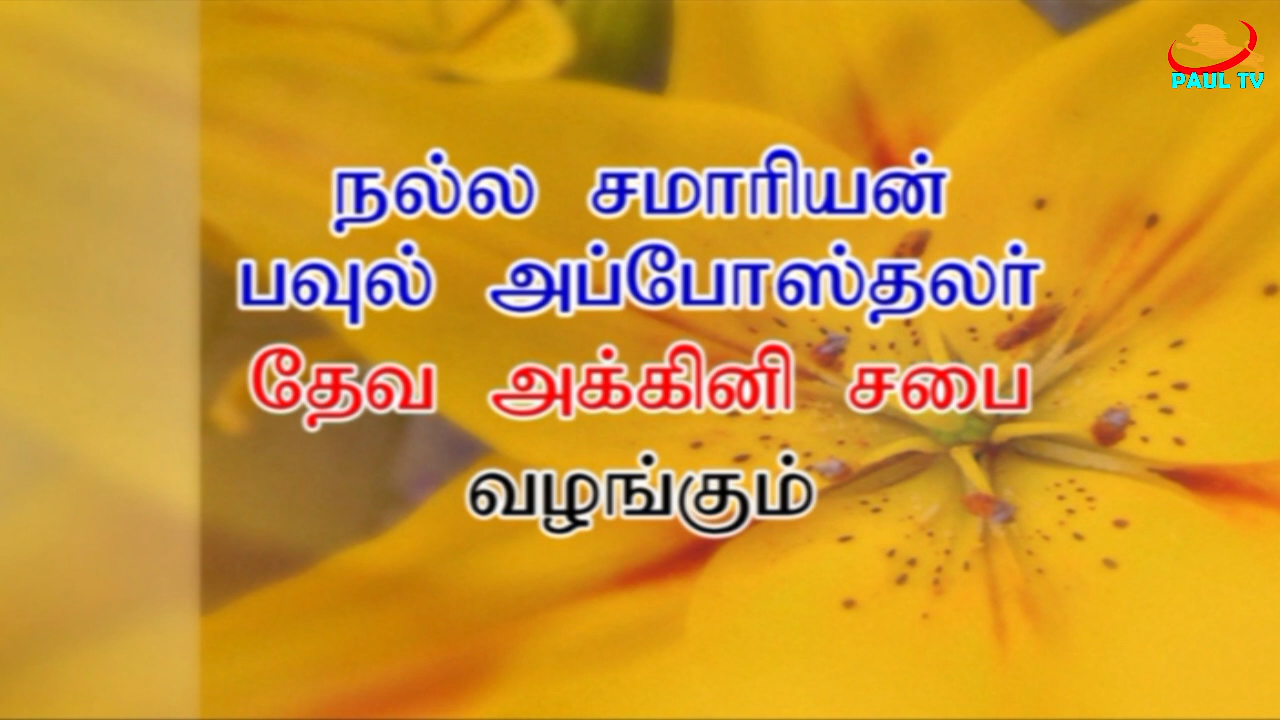 PAUL TV
நல்ல சமாரியன்
பவுல் அப்போஸ்தலர்
தேவ அக்கினி சபை
வழங்கும்